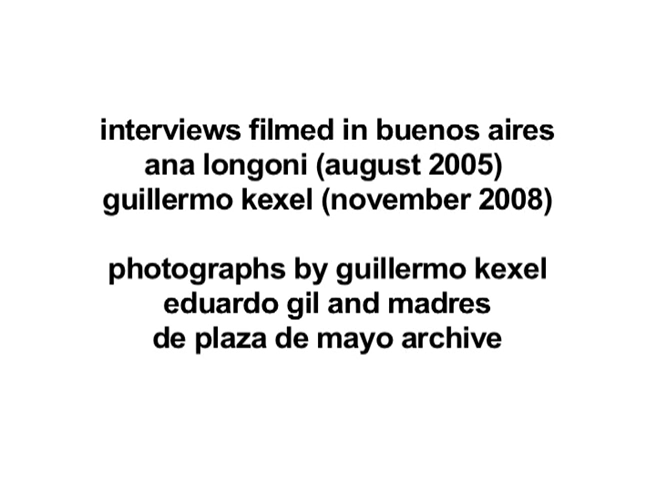 interviews filmed in buenos aires
ana longoni (august 2005)
guillermo kexel (november 2008)
photographs by guillermo kexel
eduardo gil and madres
de plaza de mayo archive